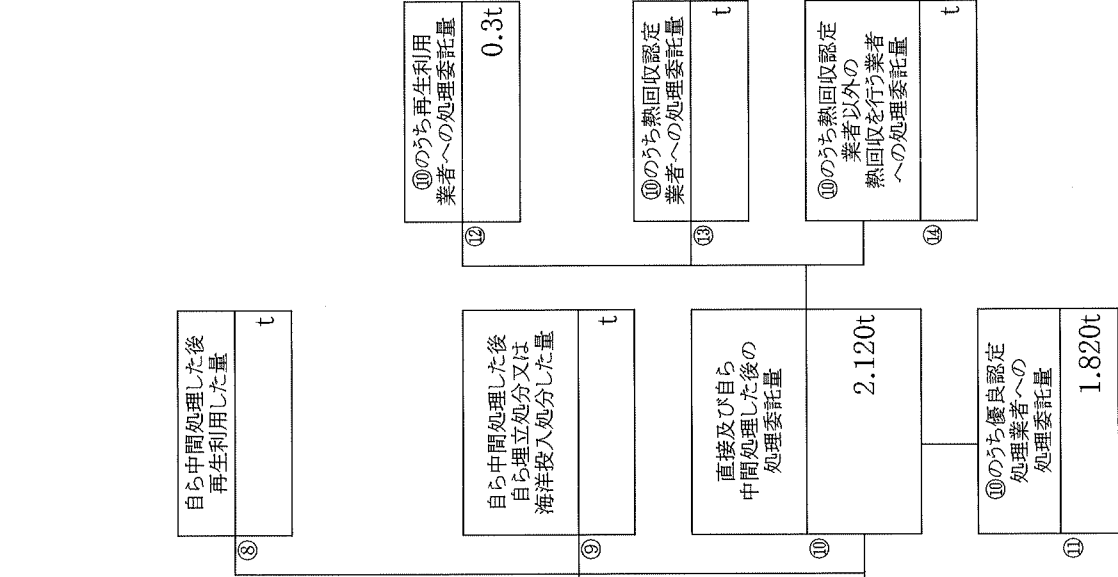 ⑧
自ら中間処理した後
再生利用した量
t
⑨
自ら中間処理した後
自ら埋立処分又は
海洋投入処分した量
t
⑩
直接及び自ら
中間処理した後の
処理委託量
2.120t
⑪
⑩のうち優良認定
処理業者への
処理委託量
1.820t
⑫
⑩のうち再生利用
業者への処理委託量
0.3t
⑬
⑩のうち熱回収認定
業者への処理委託量
t
⑭
⑩のうち熱回収認定
業者以外の
熱回収を行う業者
への処理委託量
t